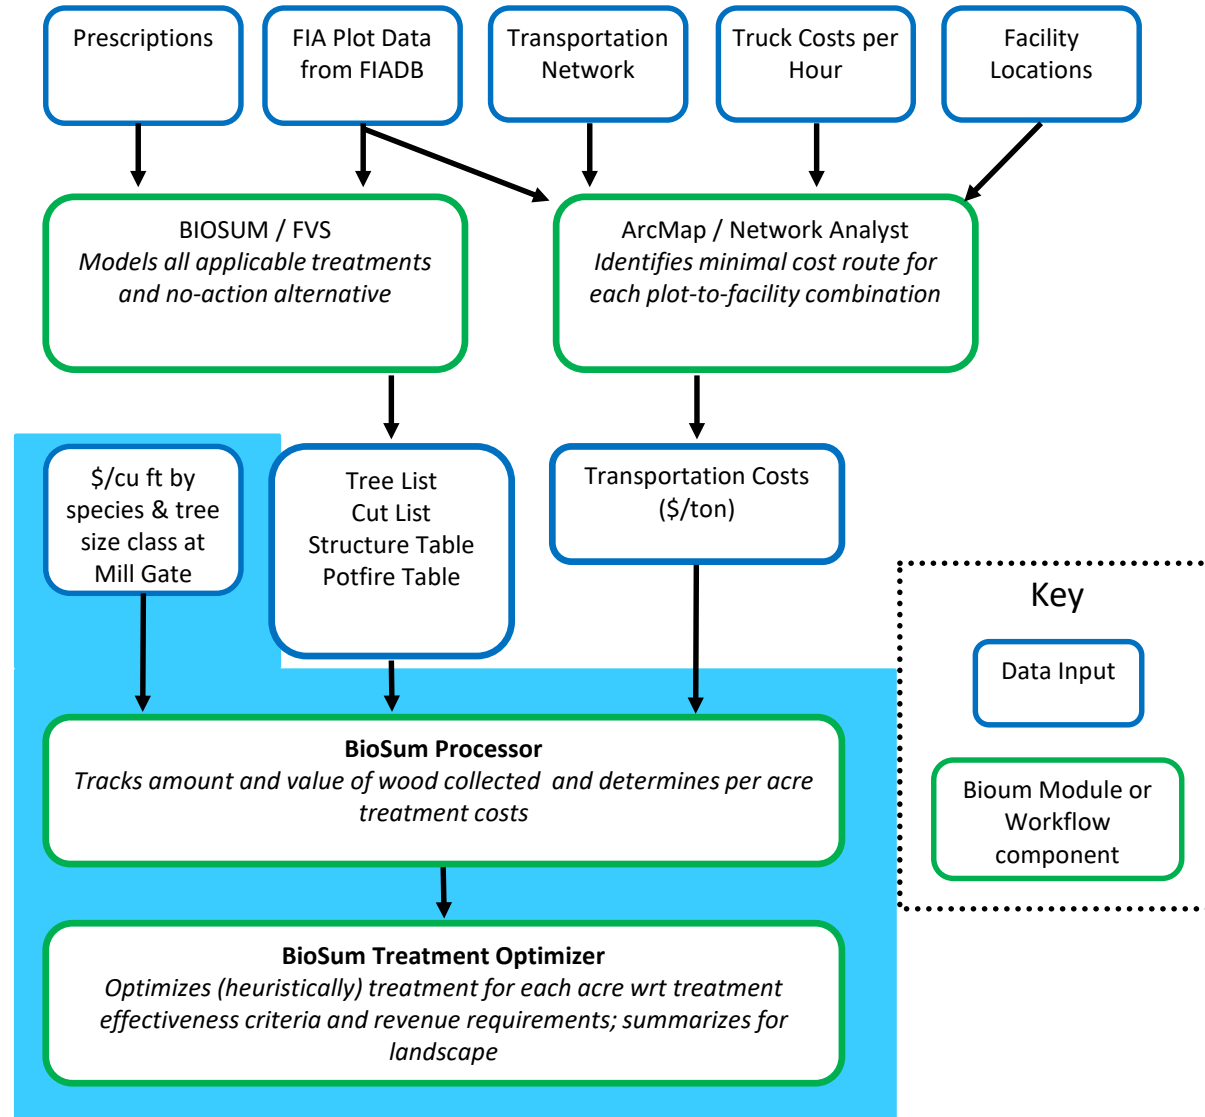 Prescriptions
FIA Plot Data
from FIADB
Transportation
Network
Truck Costs per
Hour
Facility
Locations
BIOSUM / FVS
Models all applicable treatments
and no-action alternative
ArcMap / Network Analyst
Identifies minimal cost route for
each plot-to-facility combination
$/cu ft by
species & tree
size class at
Mill Gate
Tree List
Cut List
Structure Table
Potfire Table
Transportation Costs
($/ton)
Key
Data Input
Bioum Module or
Workflow
component
BioSum Processor
Tracks amount and value of wood collected  and determines per acre
treatment costs
BioSum Treatment Optimizer
Optimizes (heuristically) treatment for each acre wrt treatment
effectiveness criteria and revenue requirements; summarizes for
landscape